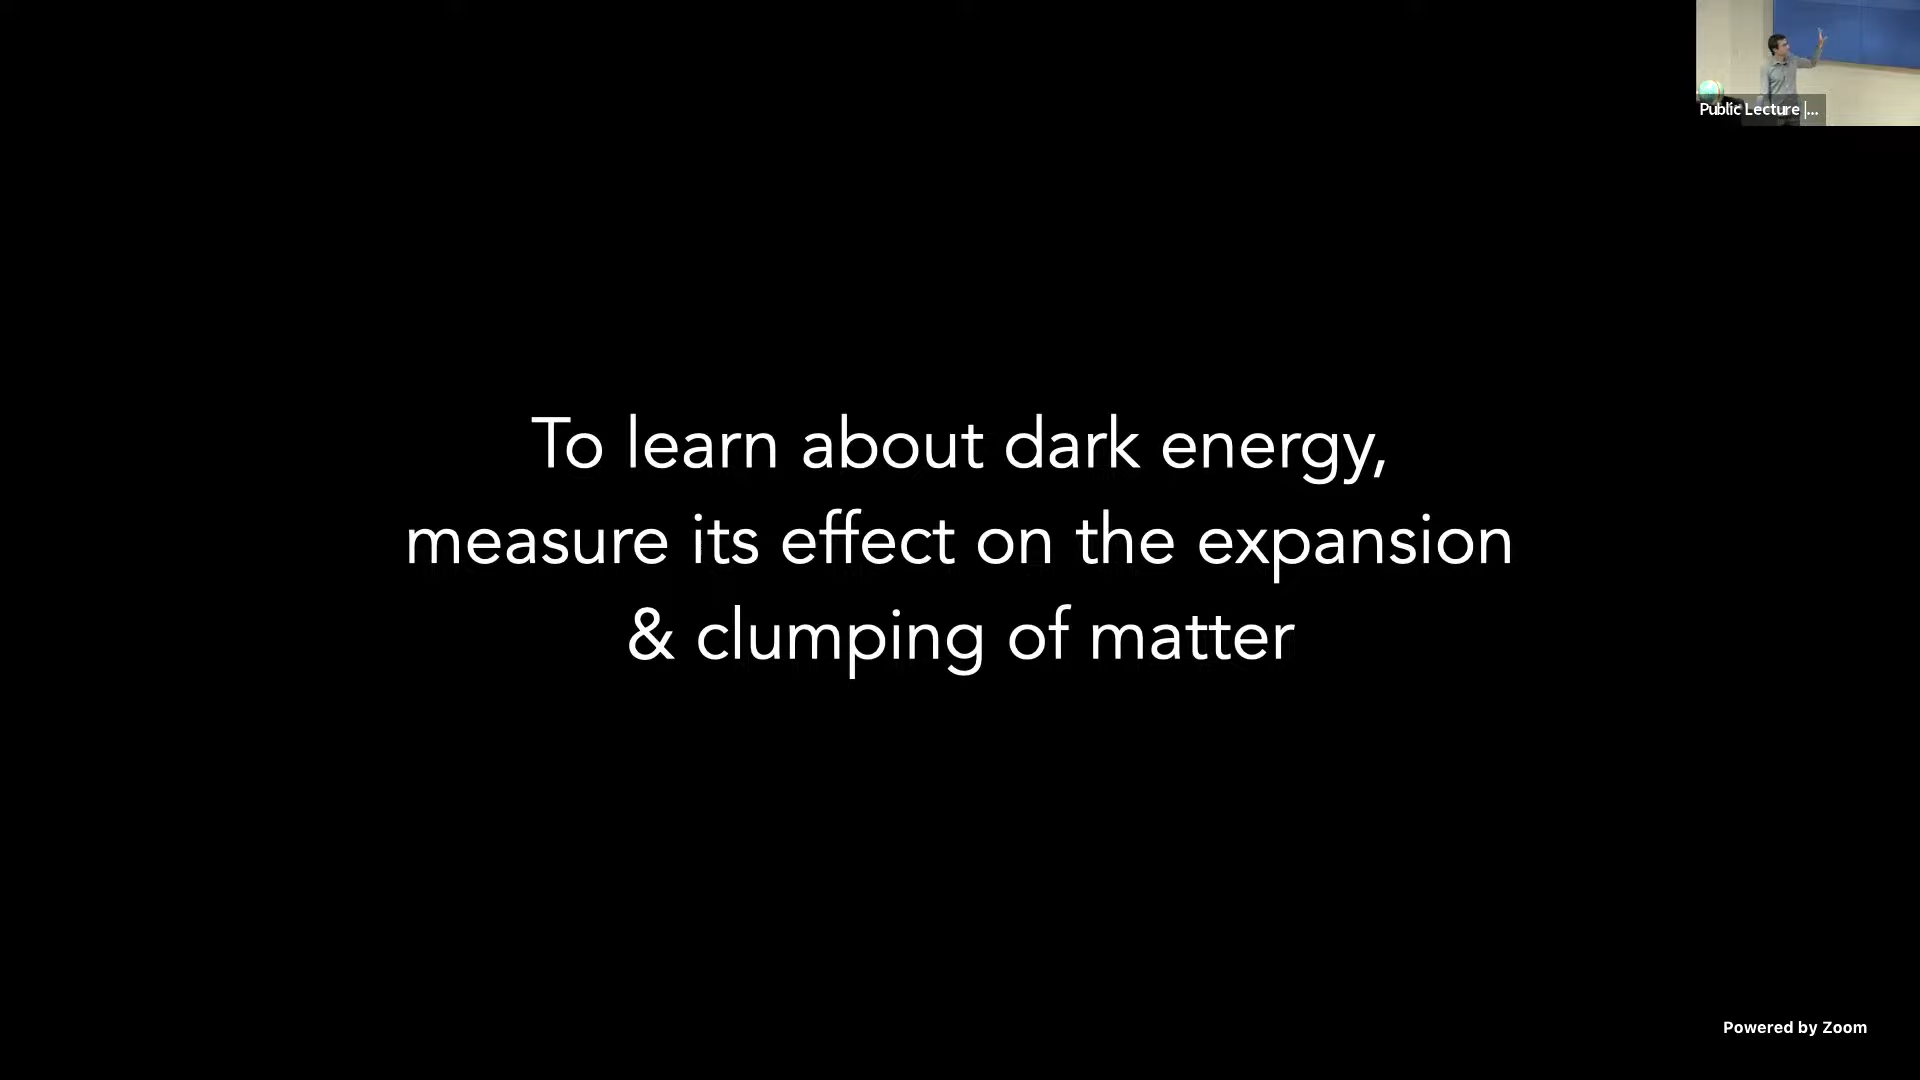 Public Lecture |...
To learn about dark energy,
measure its effect on the expansion
& clumping of matter
Powered by Zoom